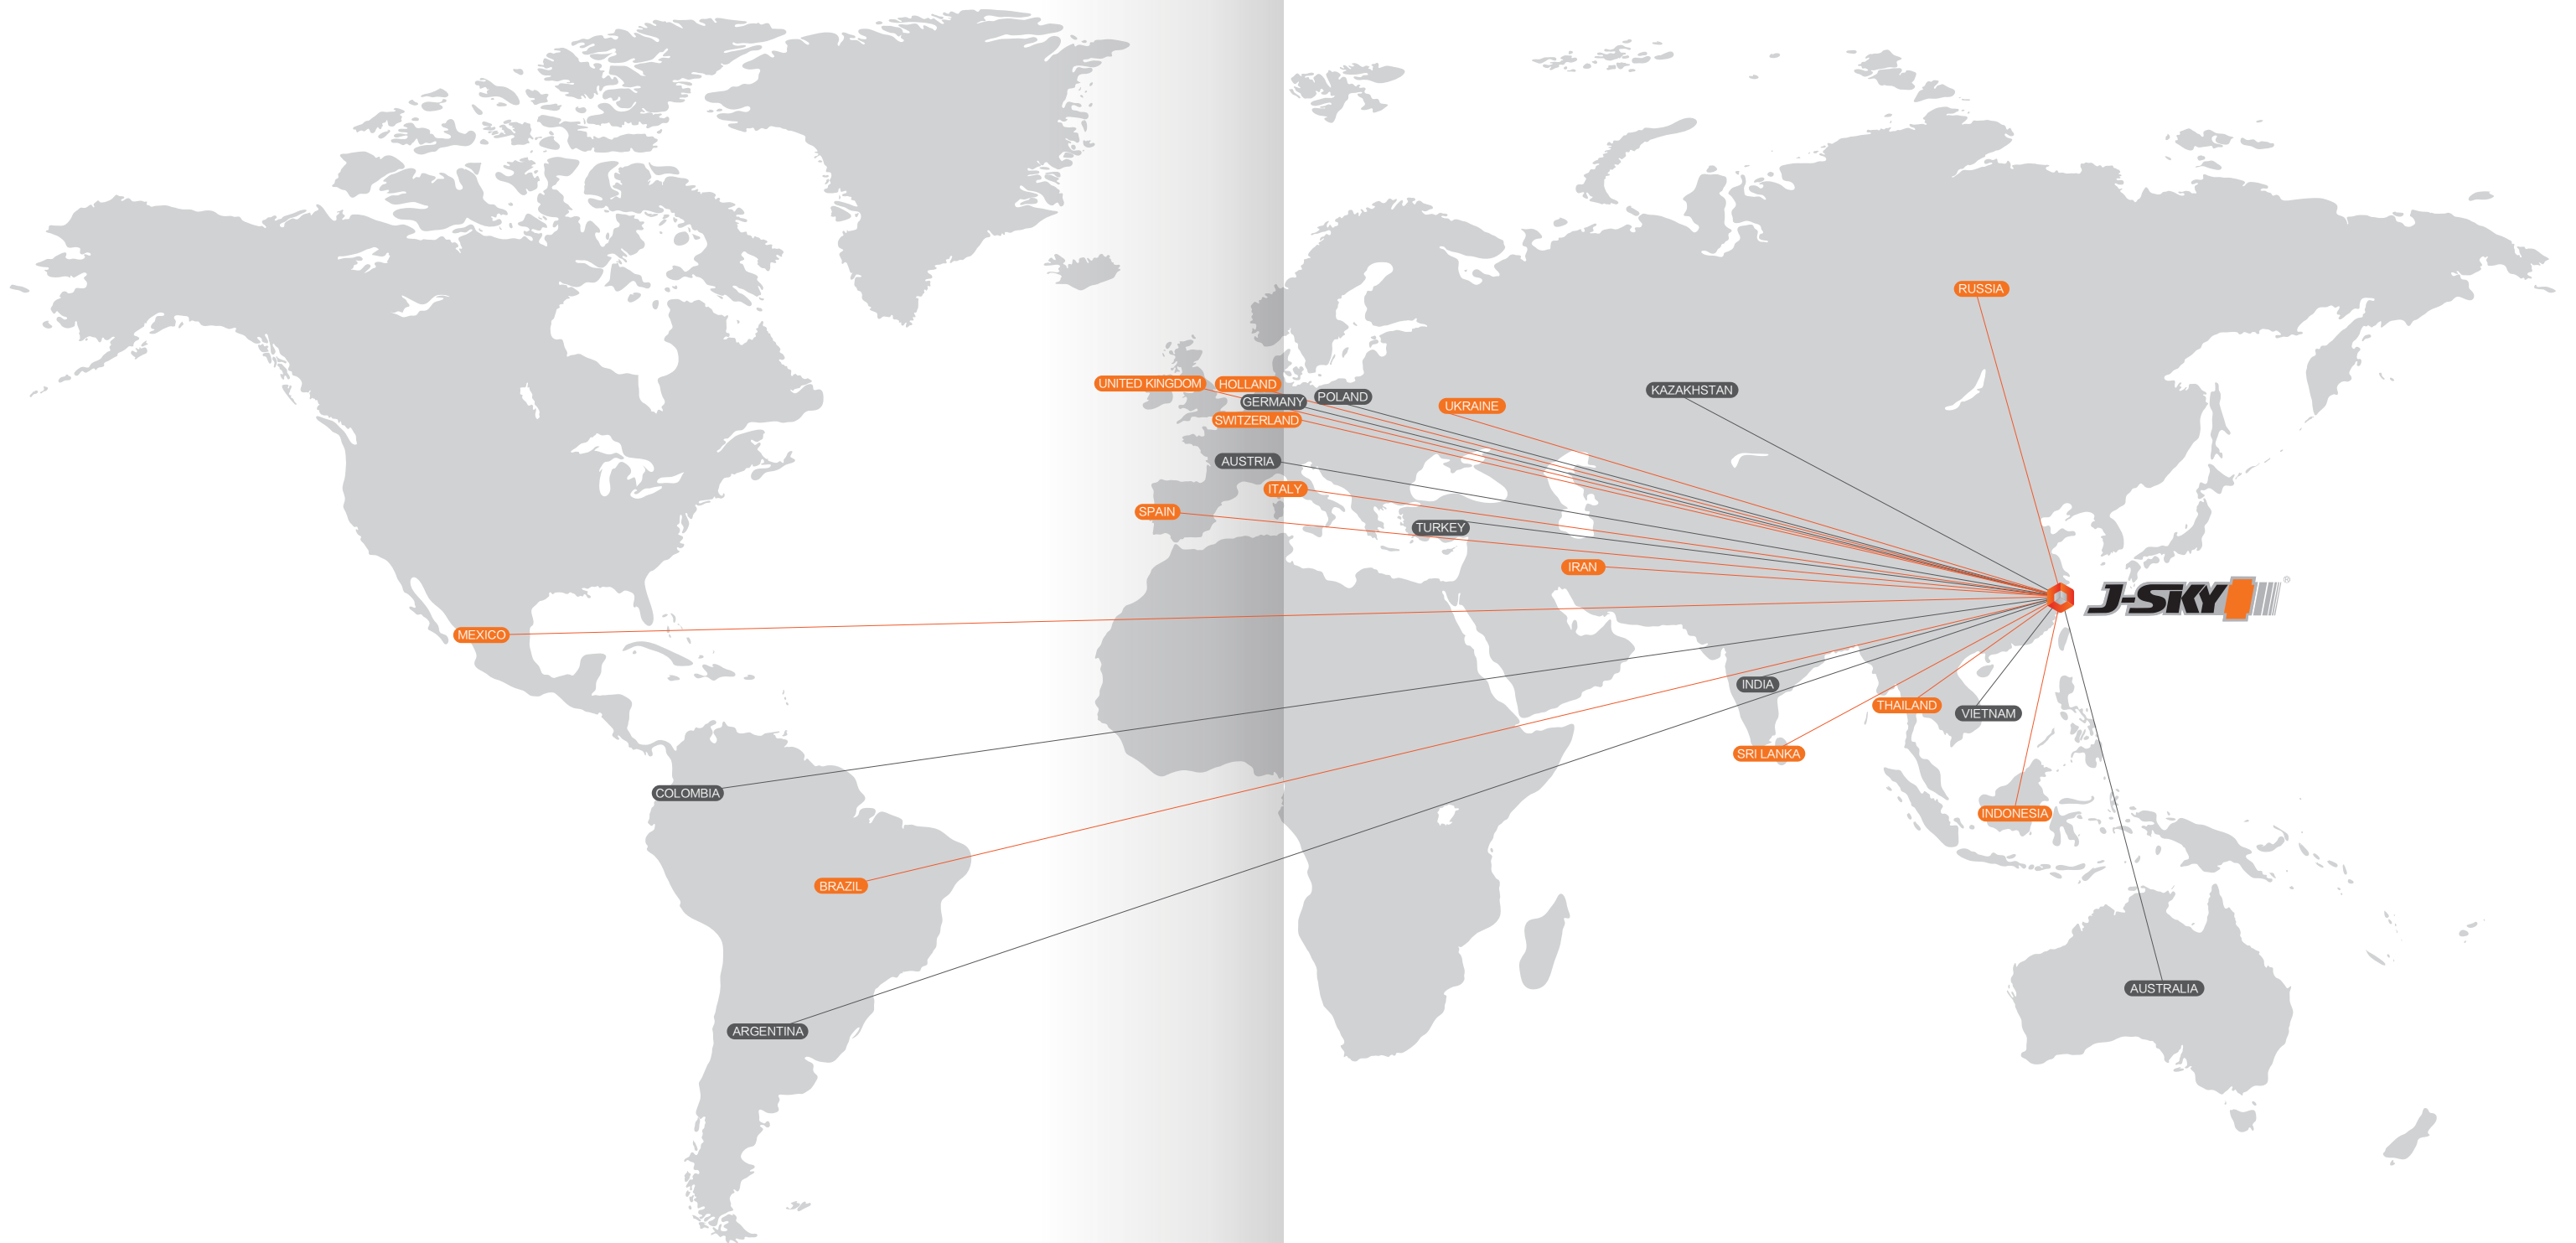 RUSSIA
UNITED KINGDOM
HOLLAND
GERMANY
POLAND
KAZAKHSTAN
UKRAINE
SWITZERLAND
AUSTRIA
ITALY
SPAIN
TURKEY
IRAN
J-SKY ®
MEXICO
INDIA
THAILAND
VIETNAM
SRI LANKA
COLOMBIA
INDONESIA
BRAZIL
AUSTRALIA
ARGENTINA